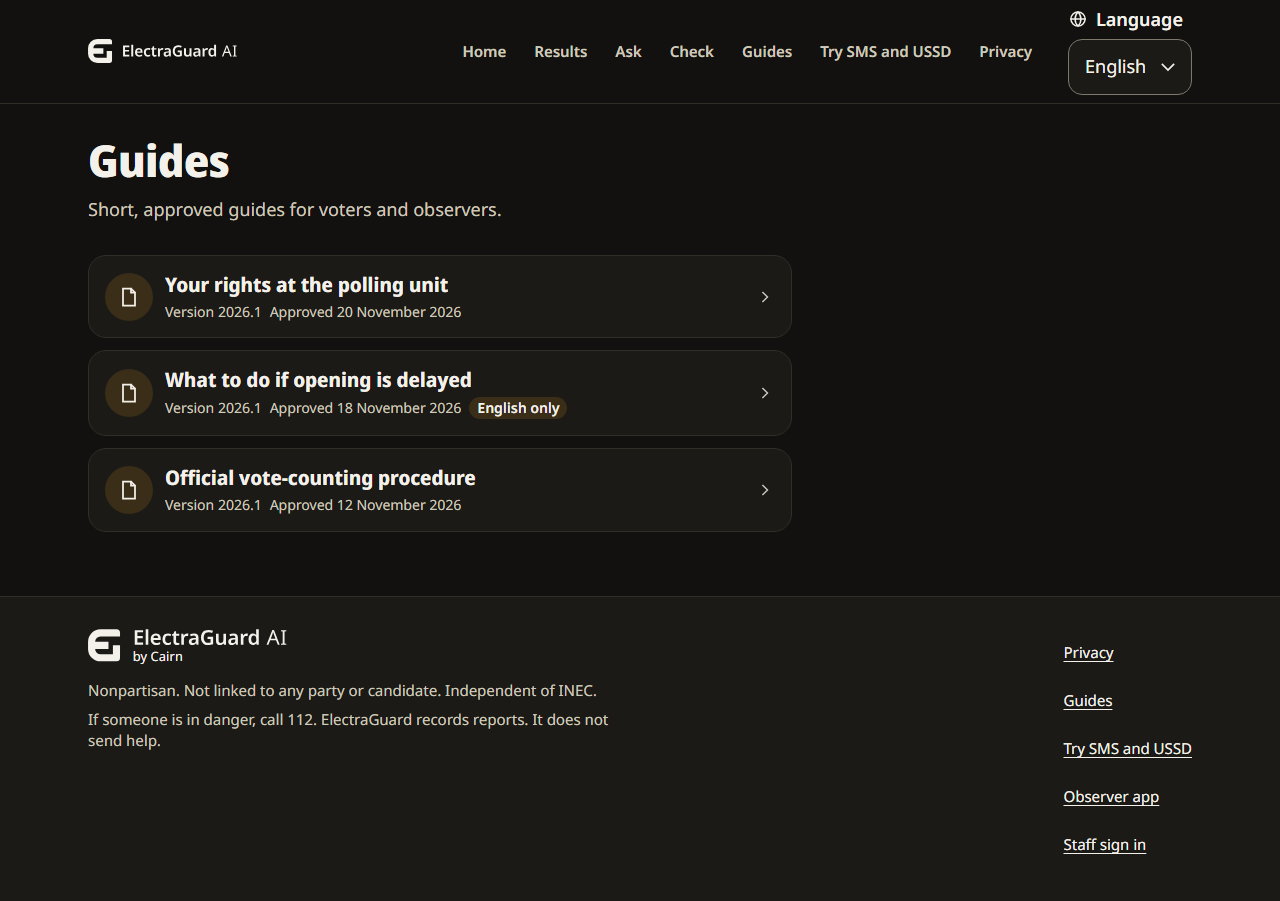 ElectraGuard AI
Home
Results
Ask
Check
Guides
Try SMS and USSD
Privacy
Language
English
Guides
Short, approved guides for voters and observers.
Your rights at the polling unit
Version 2026.1 Approved 20 November 2026
What to do if opening is delayed
Version 2026.1 Approved 18 November 2026 English only
Official vote-counting procedure
Version 2026.1 Approved 12 November 2026
ElectraGuard AI
by Cairn
Nonpartisan. Not linked to any party or candidate. Independent of INEC.
If someone is in danger, call 112. ElectraGuard records reports. It does not
send help.
Privacy
Guides
Try SMS and USSD
Observer app
Staff sign in